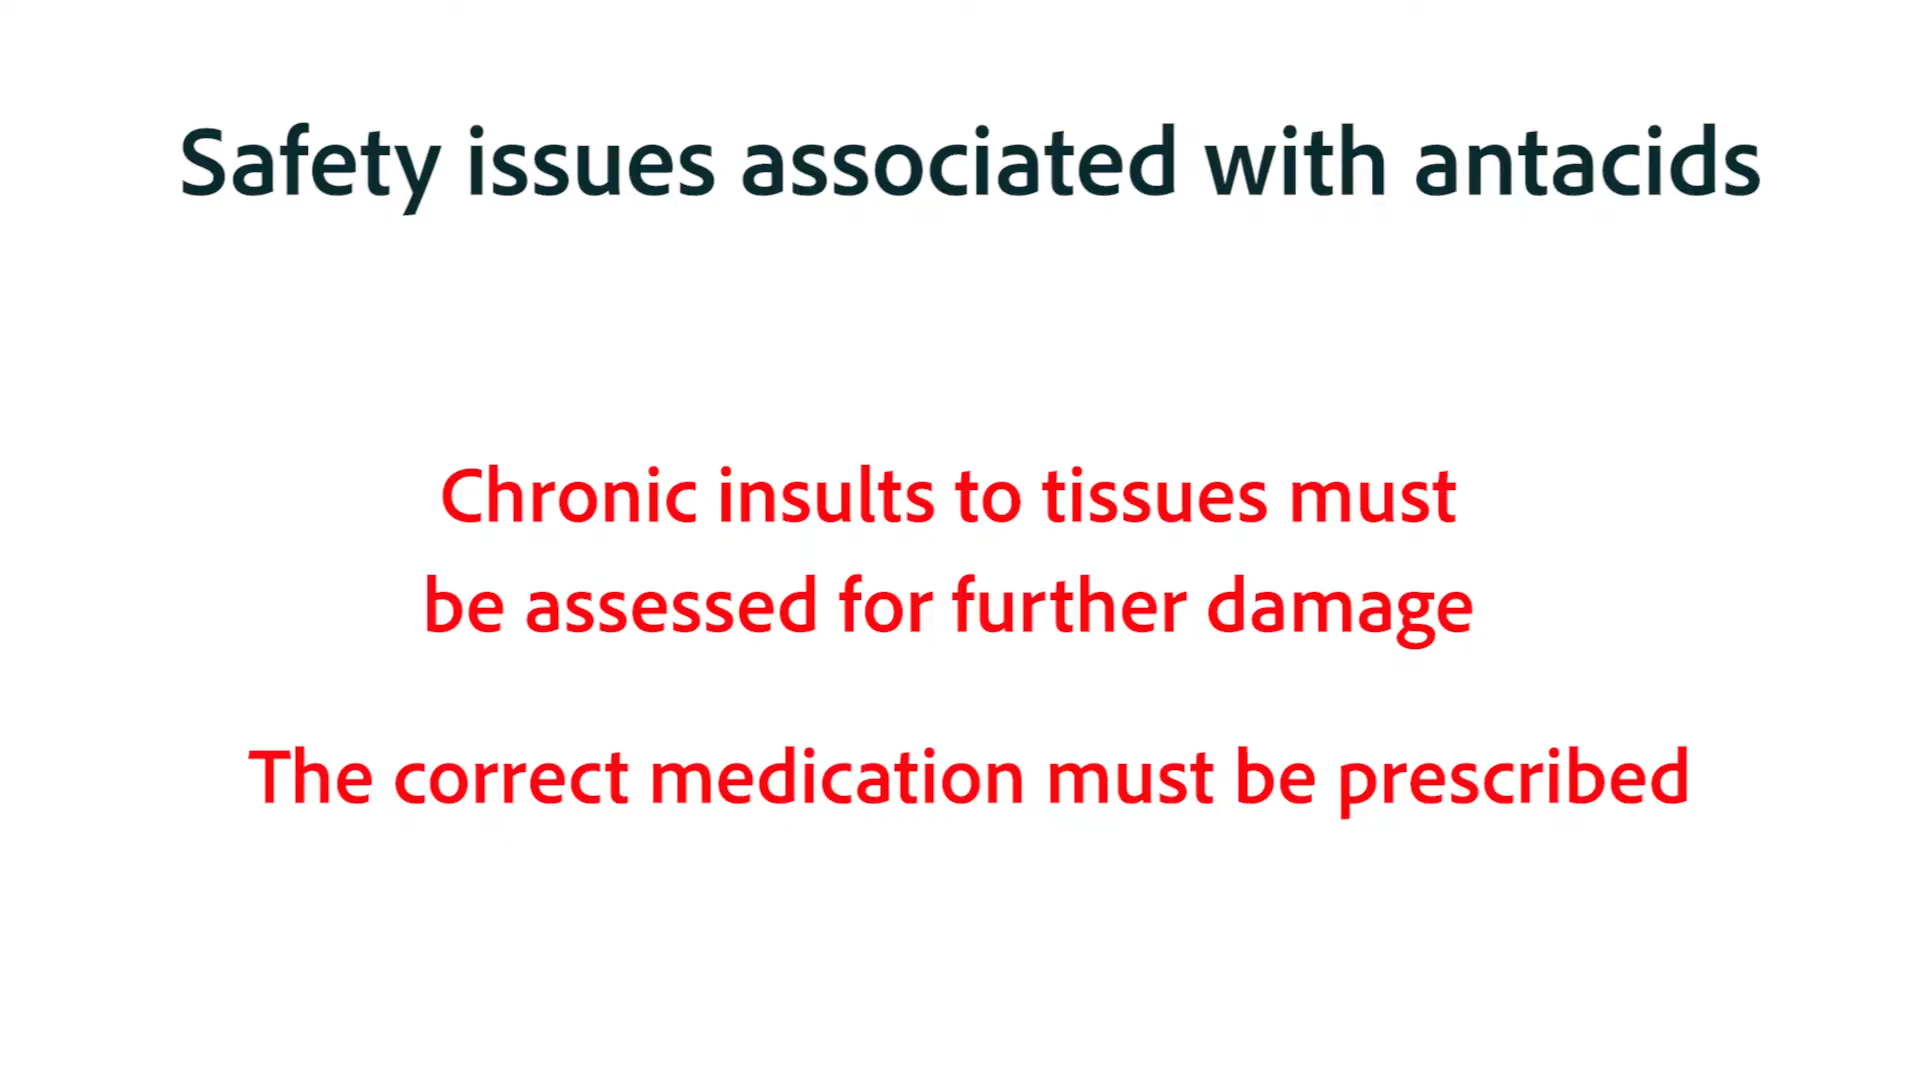 Safety issues associated with antacids
Chronic insults to tissues must
be assessed for further damage
The correct medication must be prescribed